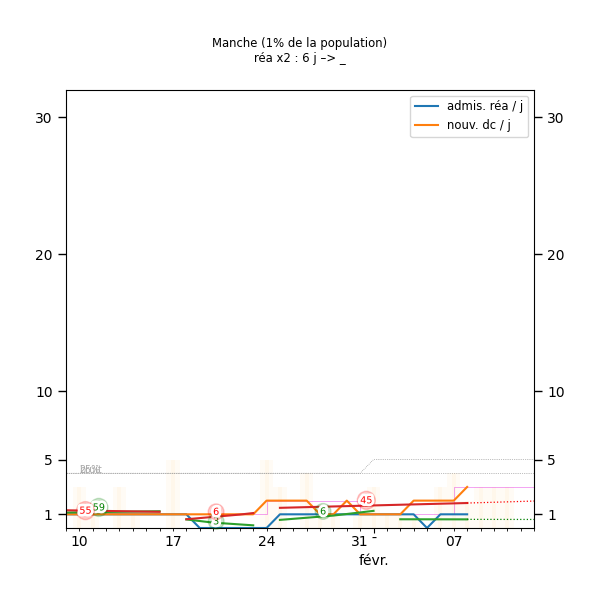 Manche (1% de la population)
réa x2 : 6 j –> _
admis. réa / j
nouv. dc / j
30 30
20 20
10 10
5 5
25%
55 59 6 3 6 45
1 1
10 17 24 31 - 07
févr.